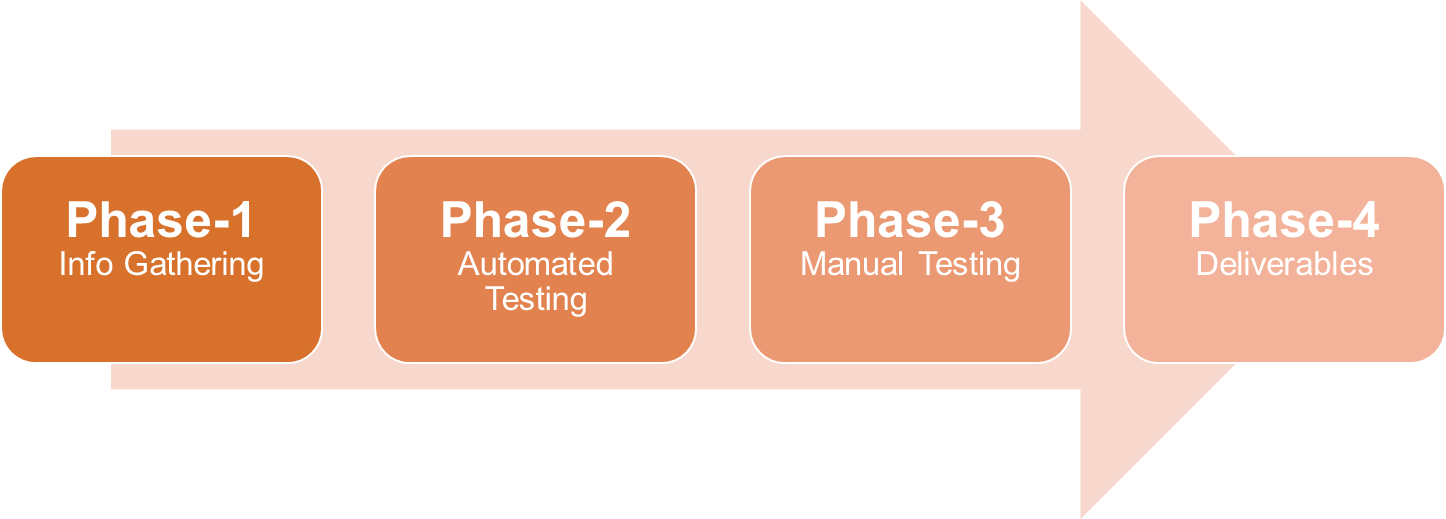 Phase-1
Info Gathering
Phase-2
Automated
Testing
Phase-3
Manual Testing
Phase-4
Deliverables